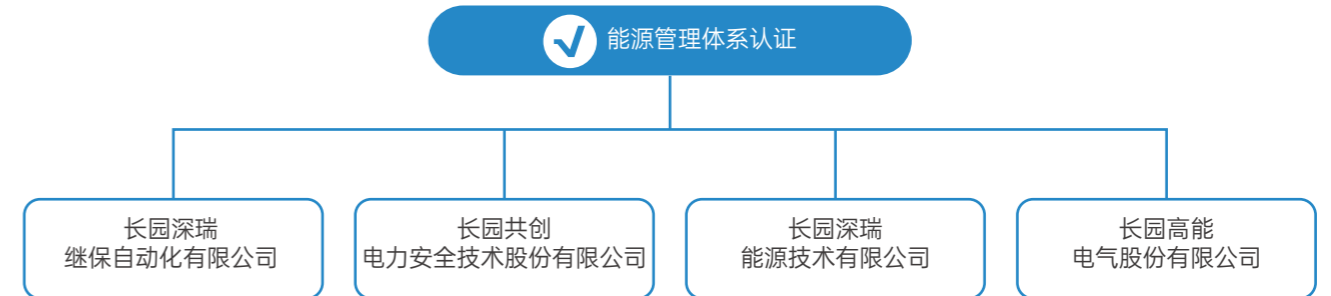 能源管理体系认证
长园深瑞
继保自动化有限公司
长园共创
电力安全技术股份有限公司
长园深瑞
能源技术有限公司
长园高能
电气股份有限公司